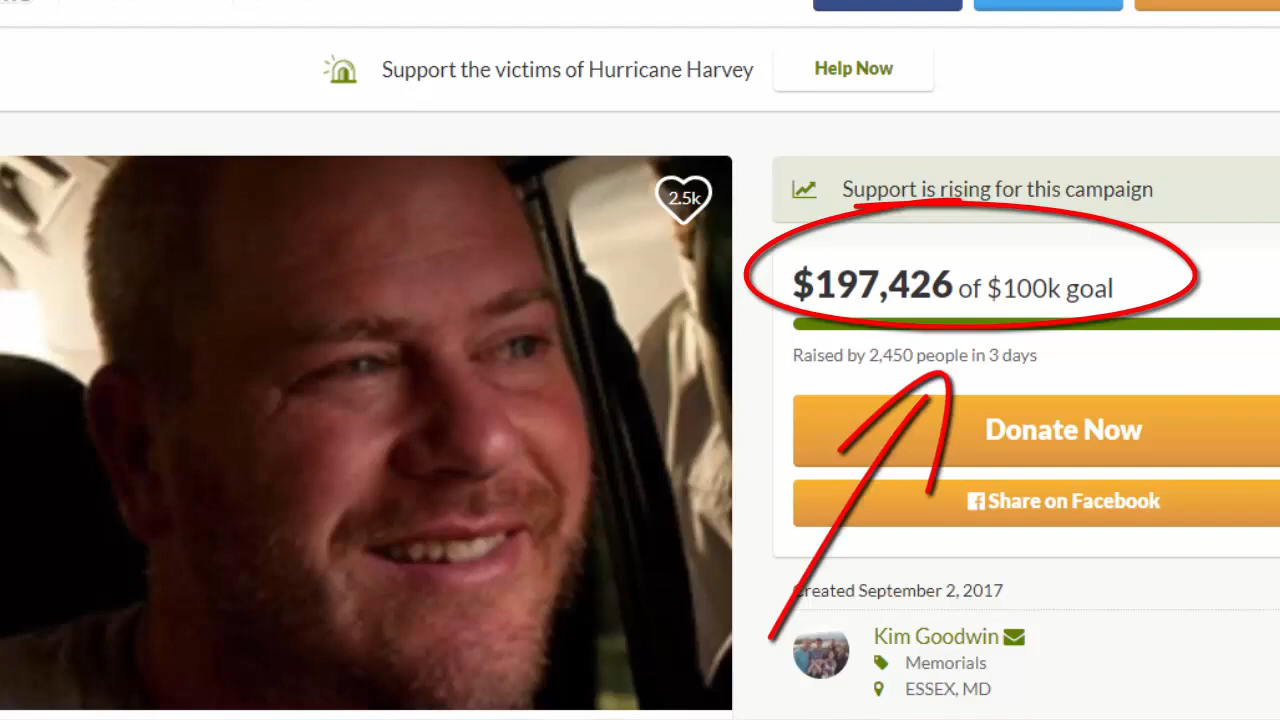 Support the victims of Hurricane Harvey
Help Now
2.5k
Support is rising for this campaign
$197,426 of $100k goal
Raised by 2,450 people in 3 days
Donate Now
Share on Facebook
Created September 2, 2017
Kim Goodwin
Memorials
ESSEX, MD